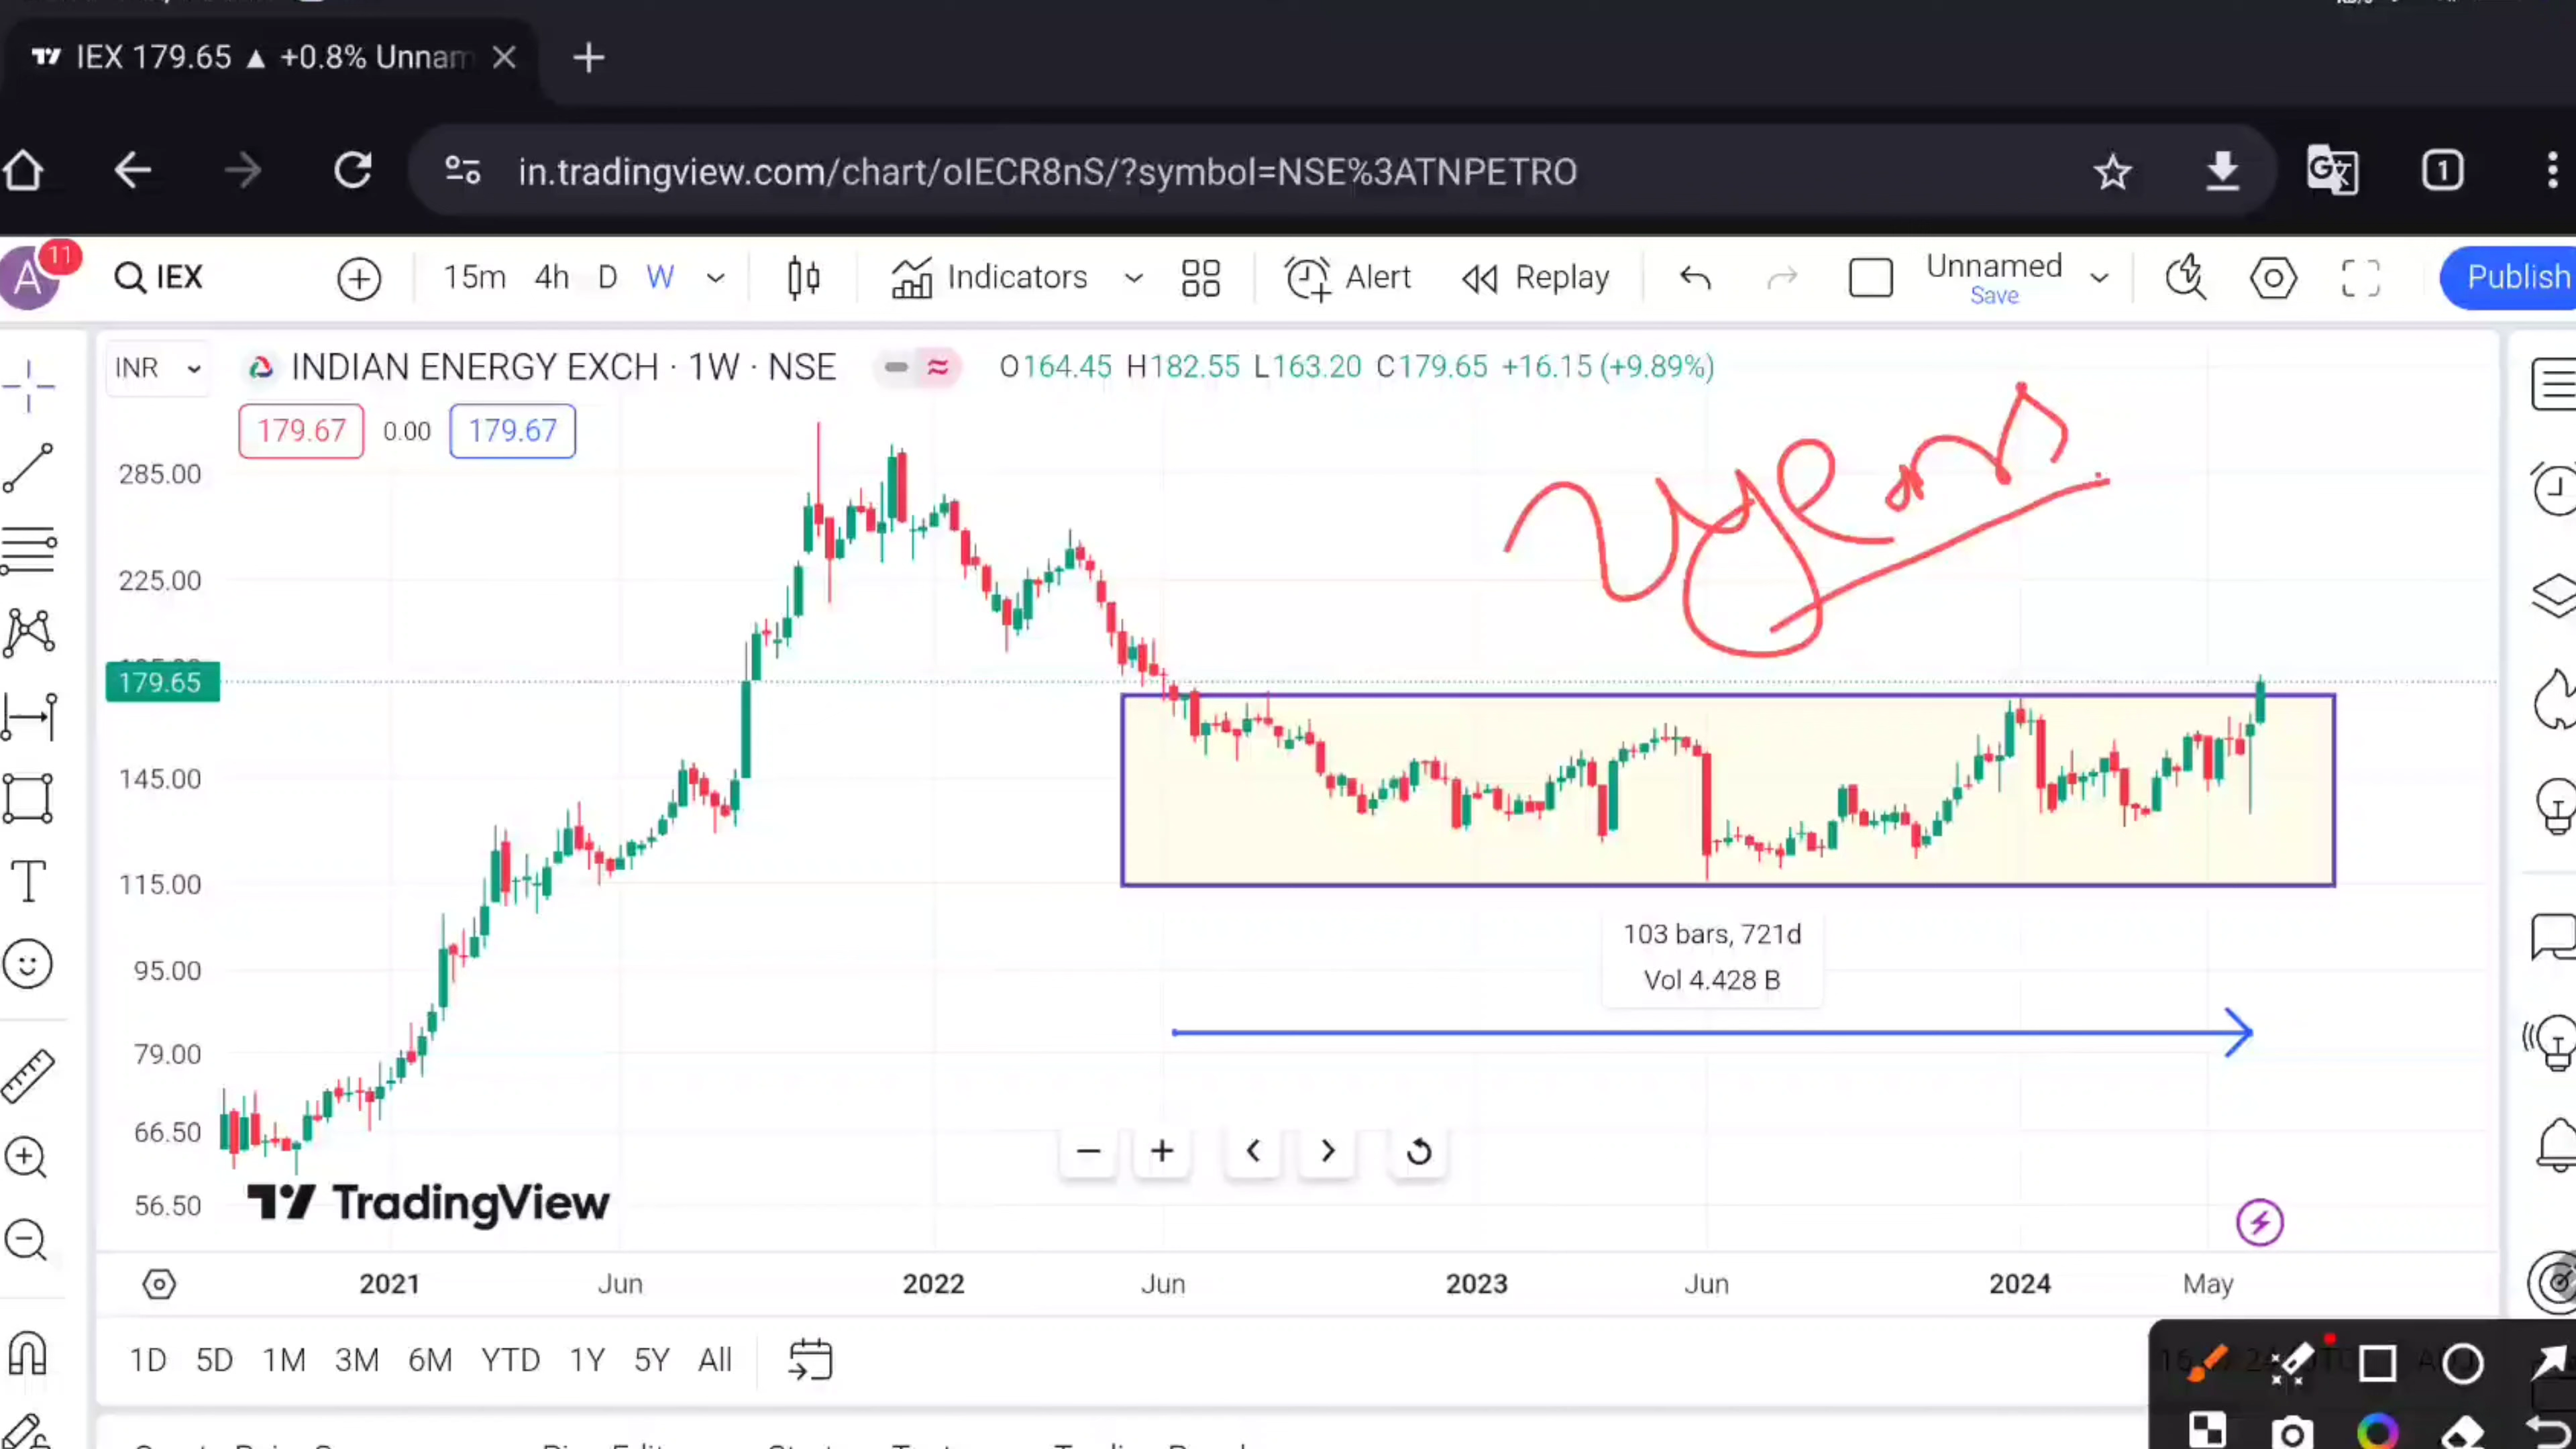 IEX 179.65 ▲ +0.8% Unnam
in.tradingview.com/chart/oIECR8nS/?symbol=NSE%3ATNPETRO
1
A 11 IEX 15m 4h D W Indicators Alert Replay Unnamed Save Publish
INR INDIAN ENERGY EXCH · 1W · NSE O164.45 H182.55 L163.20 C179.65 +16.15 (+9.89%)
179.67 0.00 179.67
285.00
225.00
179.65
145.00
115.00
95.00
79.00
66.50
56.50
103 bars, 721d
Vol 4.428 B
TradingView
2021 Jun 2022 Jun 2023 Jun 2024 May
1D 5D 1M 3M 6M YTD 1Y 5Y All